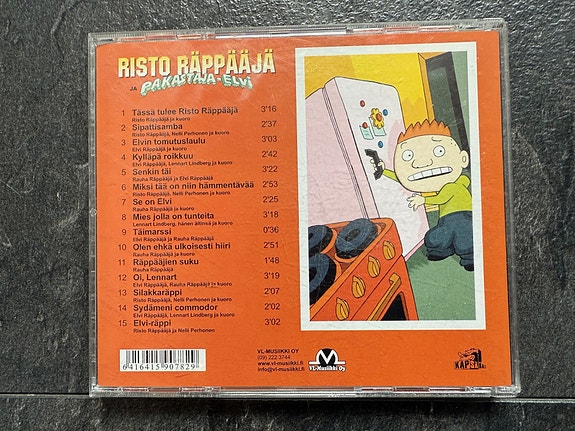 RISTO RÄPPÄÄJÄ
JA PAKASTAJA-ELVI
1 Tässä tulee Risto Räppääjä 3'16
Risto Räppääjä ja kuoro
2 Sipattisamba 2'37
Risto Räppääjä, Nelli Perhonen ja kuoro
3 Elvin tomutuslaulu 3'03
Elvi Räppääjä ja kuoro
4 Kylläpä roikkuu 2'42
Elvi Räppääjä, Lennart Lindberg ja kuoro
5 Senkin täi 3'22
Rauha Räppääjä ja Elvi Räppääjä
6 Miksi tää on niin hämmentävää 2'53
Risto Räppääjä, Nelli Perhonen ja kuoro
7 Se on Elvi 2'25
Rauha Räppääjä ja kuoro
8 Mies jolla on tunteita 3'18
Lennart Lindberg, hänen äitinsä ja kuoro
9 Täimarssi 0'36
Elvi Räppääjä ja Rauha Räppääjä
10 Olen ehkä ulkoisesti hiiri 2'51
Rauha Räppääjä ja kuoro
11 Räppääjien suku 1'48
Rauha Räppääjä
12 Oi, Lennart 3'19
Elvi Räppääjä, Rauha Räppääjä ja kuoro
13 Silakkaräppi 2'07
Risto Räppääjä, Nelli Perhonen ja kuoro
14 Sydämeni commodor 2'02
Elvi Räppääjä, Lennart Lindberg ja kuoro
15 Elvi-räppi 3'02
Risto Räppääjä ja Nelli Perhonen
6416415907829
VL-MUSIIKKI OY
(09) 222 3744
www.vl-musiikki.fi
info@vl-musiikki.fi
VL-Musiikki Oy